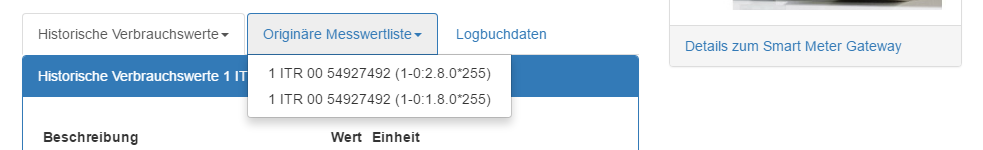 Historische Verbrauchswerte
Originäre Messwertliste
Logbuchdaten
Details zum Smart Meter Gateway
Historische Verbrauchswerte 1 IT
1 ITR 00 54927492 (1-0:2.8.0*255)
1 ITR 00 54927492 (1-0:1.8.0*255)
Beschreibung Wert Einheit